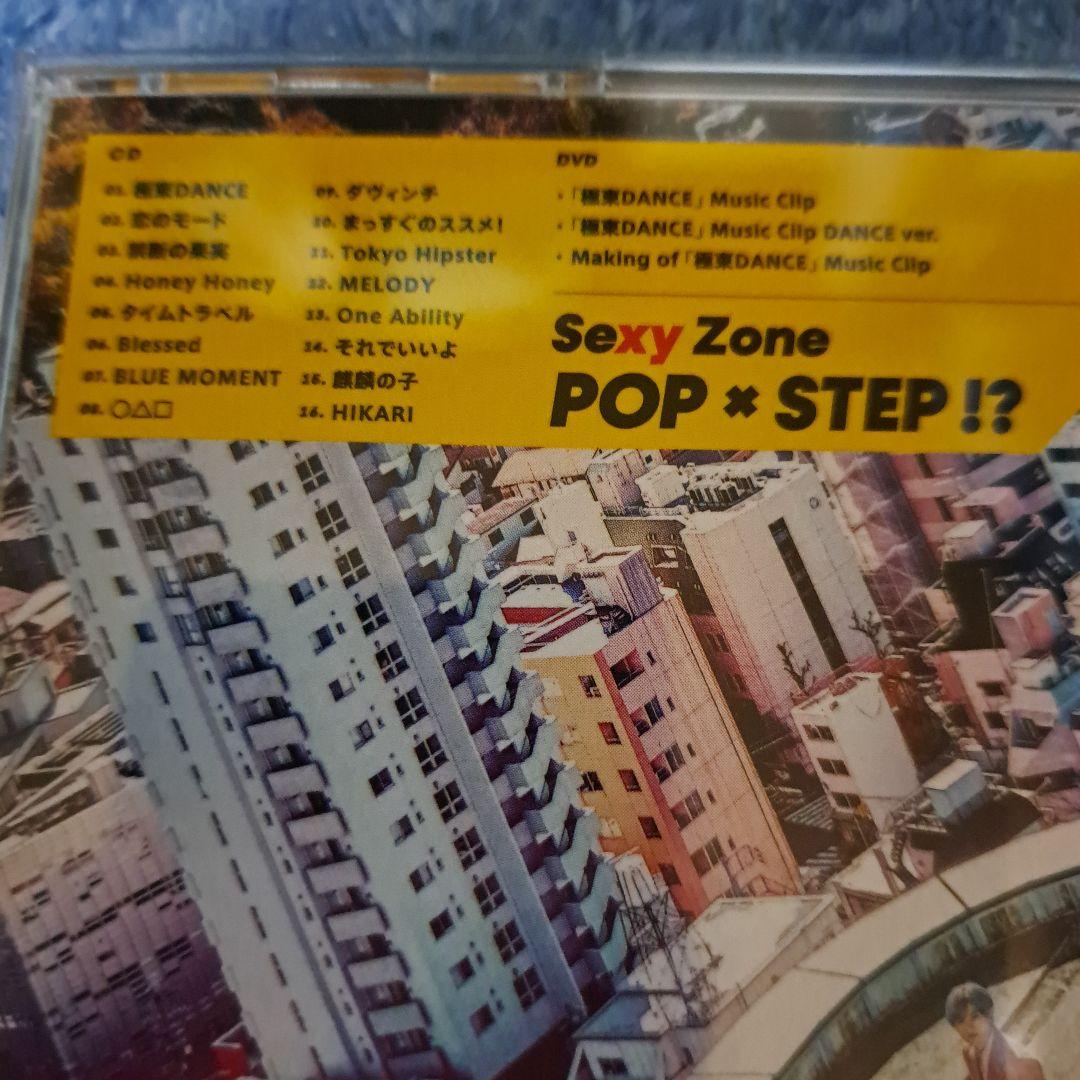 CD
01. 極東DANCE
02. 恋のモード
03. 禁断の果実
04. Honey Honey
05. タイムトラベル
06. Blessed
07. BLUE MOMENT
08. ○△□
09. ダヴィンチ
10. まっすぐのススメ!
11. Tokyo Hipster
12. MELODY
13. One Ability
14. それでいいよ
15. 麒麟の子
16. HIKARI
DVD
・「極東DANCE」Music Clip
・「極東DANCE」Music Clip DANCE ver.
・Making of「極東DANCE」Music Clip
Sexy Zone
POP × STEP!?